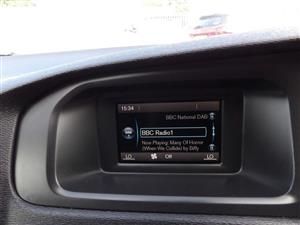 15:34
BBC National DAB
BBC Radio1
Now Playing: Many Of Horror
(When We Collide) by Biffy
LO Off LO